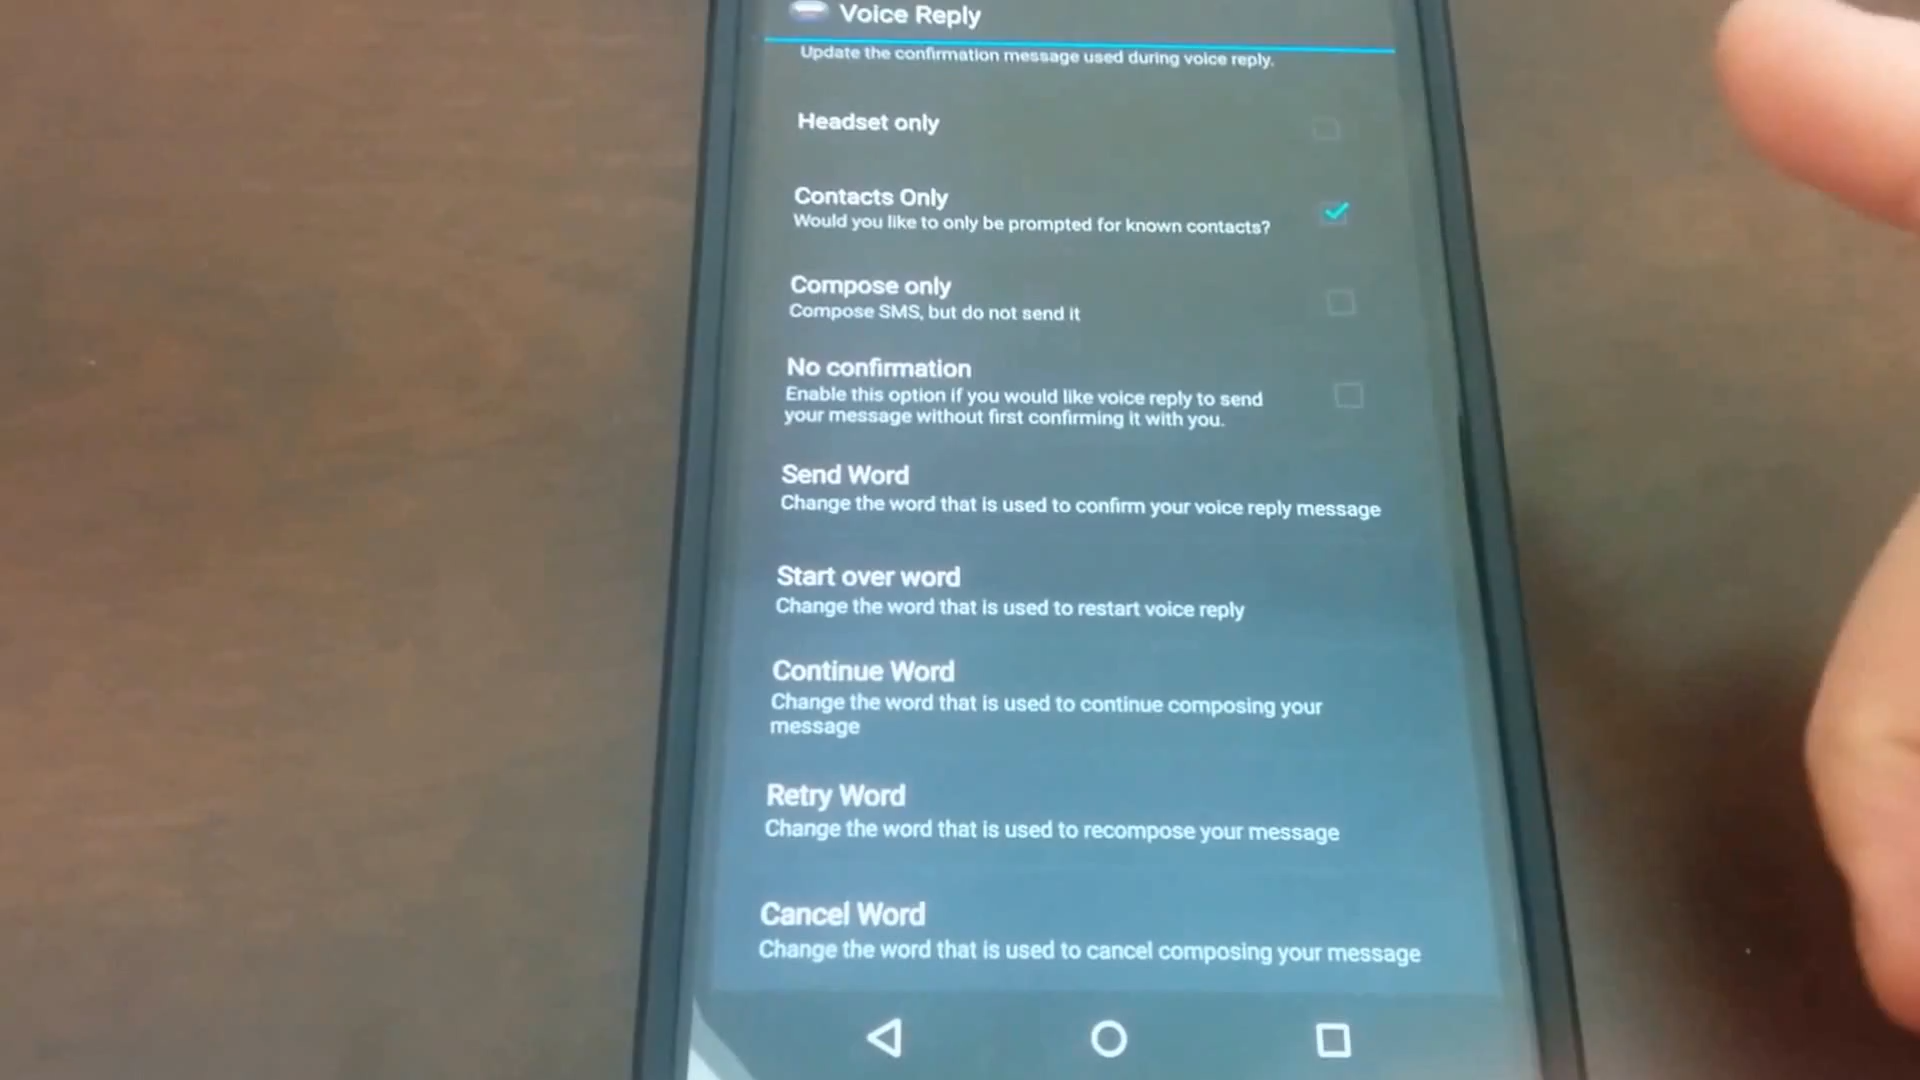 Voice Reply
Update the confirmation message used during voice reply.
Headset only
Contacts Only
Would you like to only be prompted for known contacts?
Compose only
Compose SMS, but do not send it
No confirmation
Enable this option if you would like voice reply to send
your message without first confirming it with you.
Send Word
Change the word that is used to confirm your voice reply message
Start over word
Change the word that is used to restart voice reply
Continue Word
Change the word that is used to continue composing your
message
Retry Word
Change the word that is used to recompose your message
Cancel Word
Change the word that is used to cancel composing your message